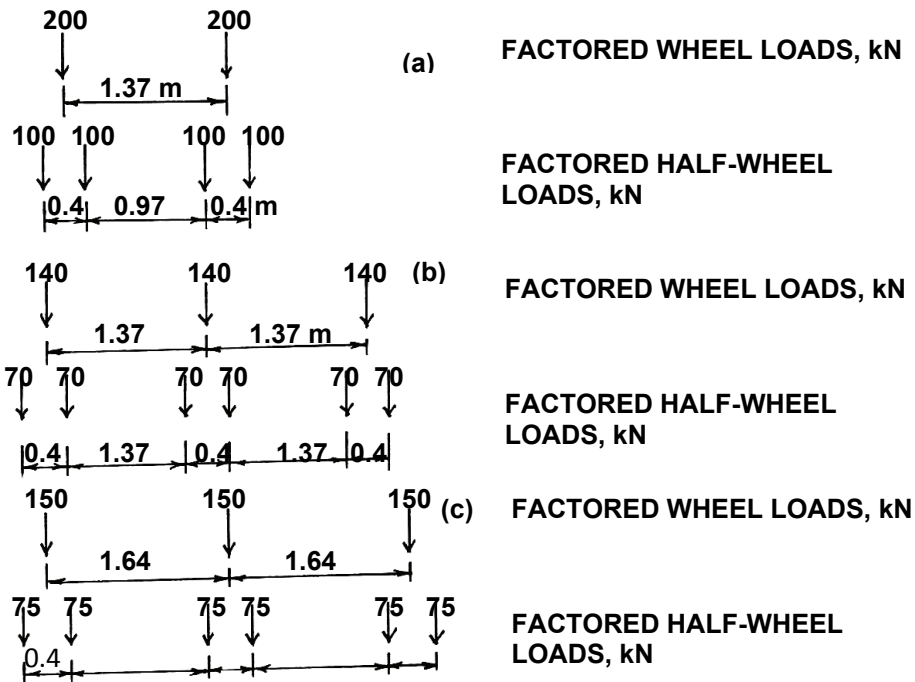 200 200
(a) FACTORED WHEEL LOADS, kN
1.37 m
100 100 100 100
FACTORED HALF-WHEEL
LOADS, kN
0.4 0.97 0.4 m
140 140 140 (b)
FACTORED WHEEL LOADS, kN
1.37 1.37 m
70 70 70 70 70 70
FACTORED HALF-WHEEL
LOADS, kN
0.4 1.37 0.4 1.37 0.4
150 150 150 (c) FACTORED WHEEL LOADS, kN
1.64 1.64
75 75 75 75 75 75
FACTORED HALF-WHEEL
LOADS, kN
0.4